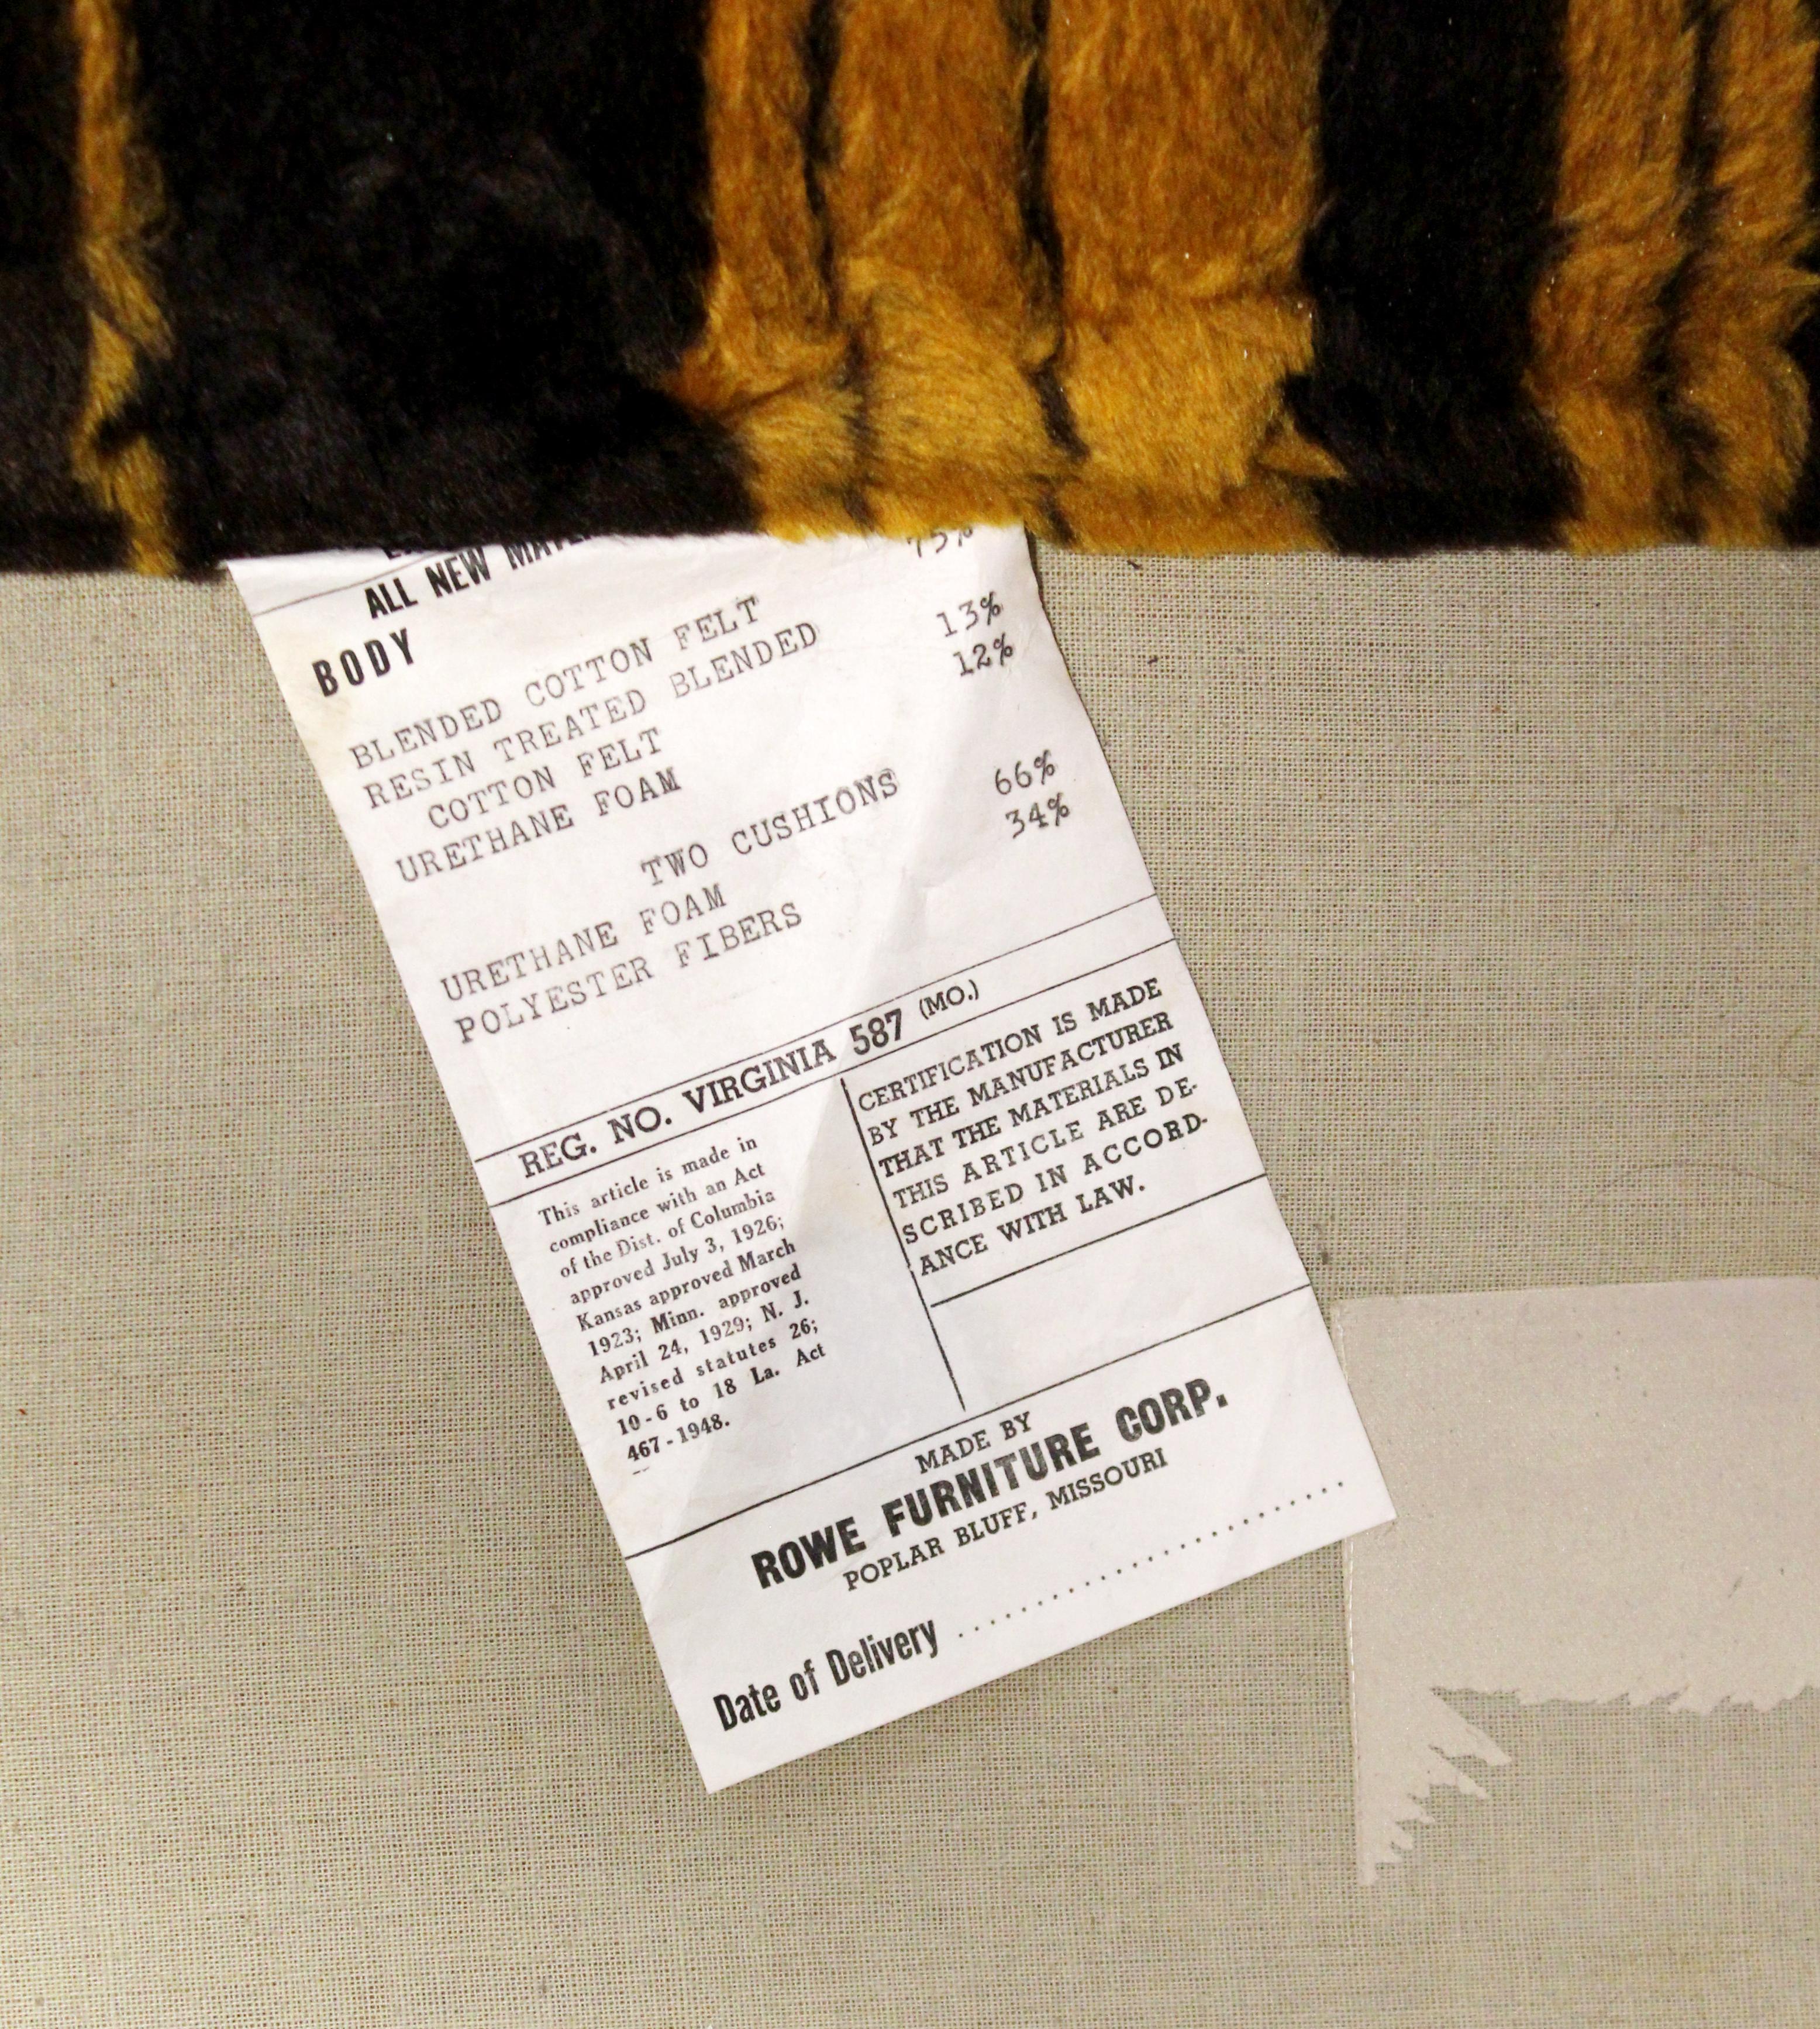 ALL NEW
75%
BODY
BLENDED COTTON FELT 13%
RESIN TREATED BLENDED 12%
COTTON FELT
URETHANE FOAM
TWO CUSHIONS 66%
URETHANE FOAM 34%
POLYESTER FIBERS
REG. NO. VIRGINIA 587 (MO.)
This article is made in
compliance with an Act
of the Dist. of Columbia
approved July 3, 1926;
Kansas approved March
1923; Minn. approved
April 24, 1929; N. J.
revised statutes 26;
10-6 to 18 La. Act
467-1948.
CERTIFICATION IS MADE
BY THE MANUFACTURER
THAT THE MATERIALS IN
THIS ARTICLE ARE DE-
SCRIBED IN ACCORD-
ANCE WITH LAW.
MADE BY
ROWE FURNITURE CORP.
POPLAR BLUFF, MISSOURI
Date of Delivery ..............................